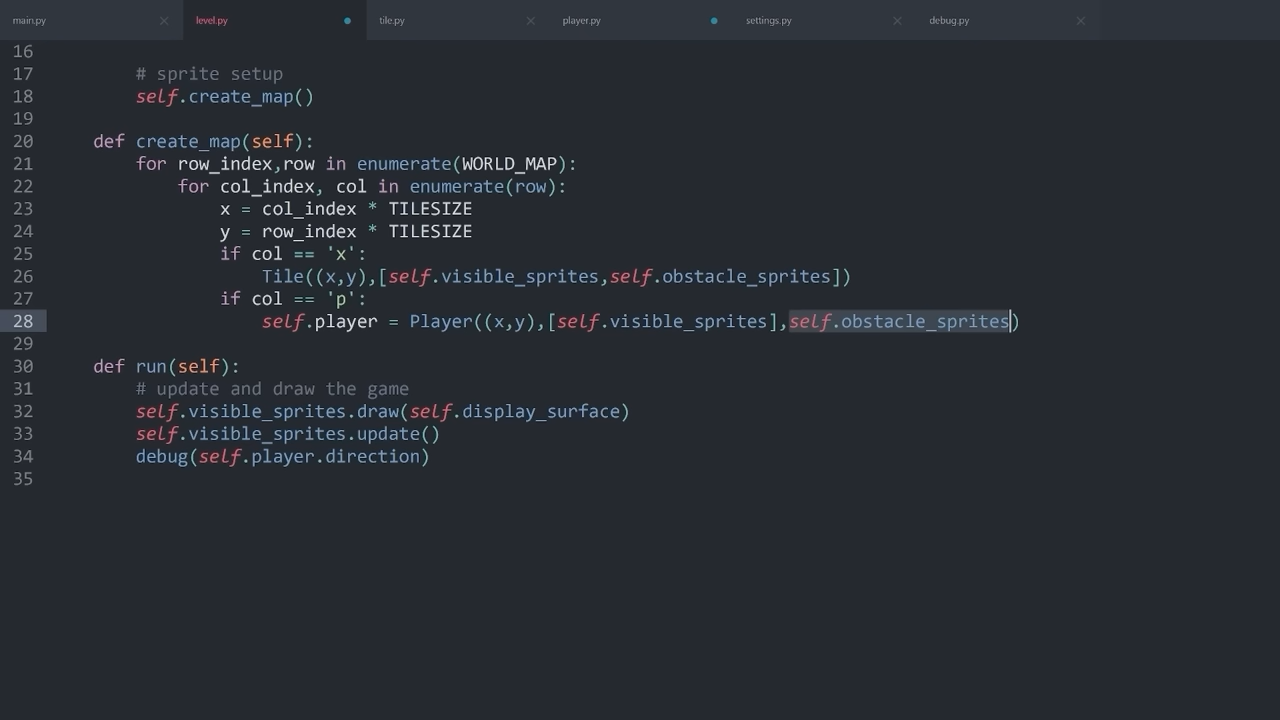 main.py level.py tile.py player.py settings.py debug.py
16
17 # sprite setup
18 self.create_map()
19
20 def create_map(self):
21 for row_index,row in enumerate(WORLD_MAP):
22 for col_index, col in enumerate(row):
23 x = col_index * TILESIZE
24 y = row_index * TILESIZE
25 if col == 'x':
26 Tile((x,y),[self.visible_sprites,self.obstacle_sprites])
27 if col == 'p':
28 self.player = Player((x,y),[self.visible_sprites],self.obstacle_sprites)
29
30 def run(self):
31 # update and draw the game
32 self.visible_sprites.draw(self.display_surface)
33 self.visible_sprites.update()
34 debug(self.player.direction)
35